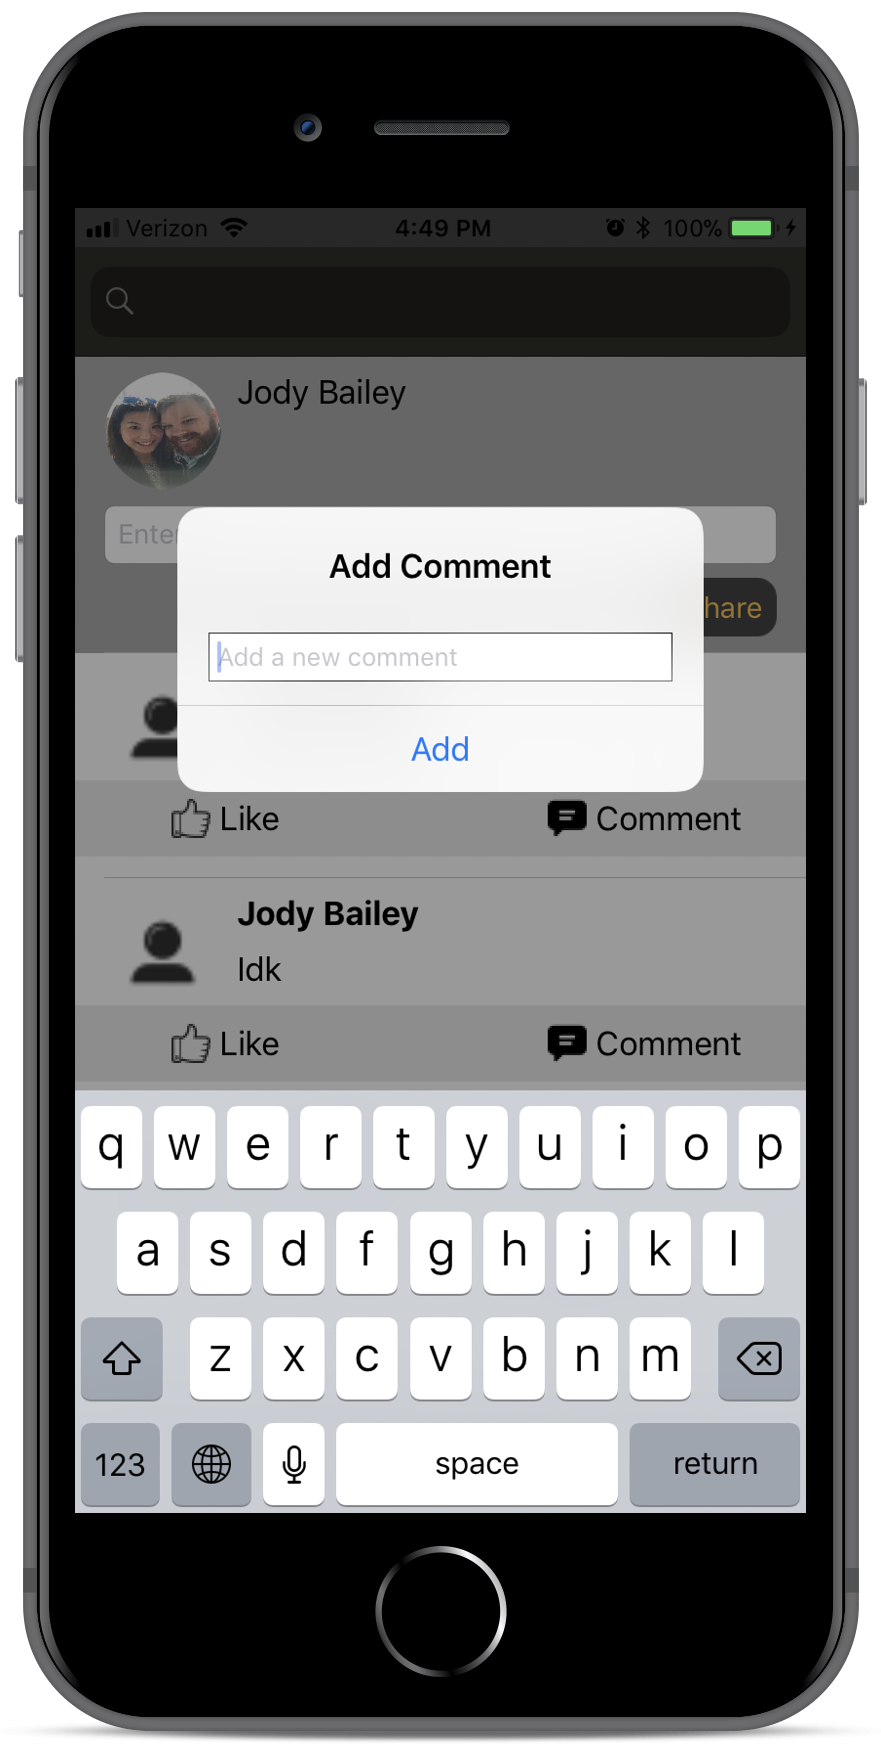 Verizon 4:49 PM 100%
Jody Bailey
Enter
Add Comment
hare
Add a new comment
Add
Like Comment
Jody Bailey
Idk
Like Comment
q w e r t y u i o p
a s d f g h j k l
z x c v b n m
123 space return